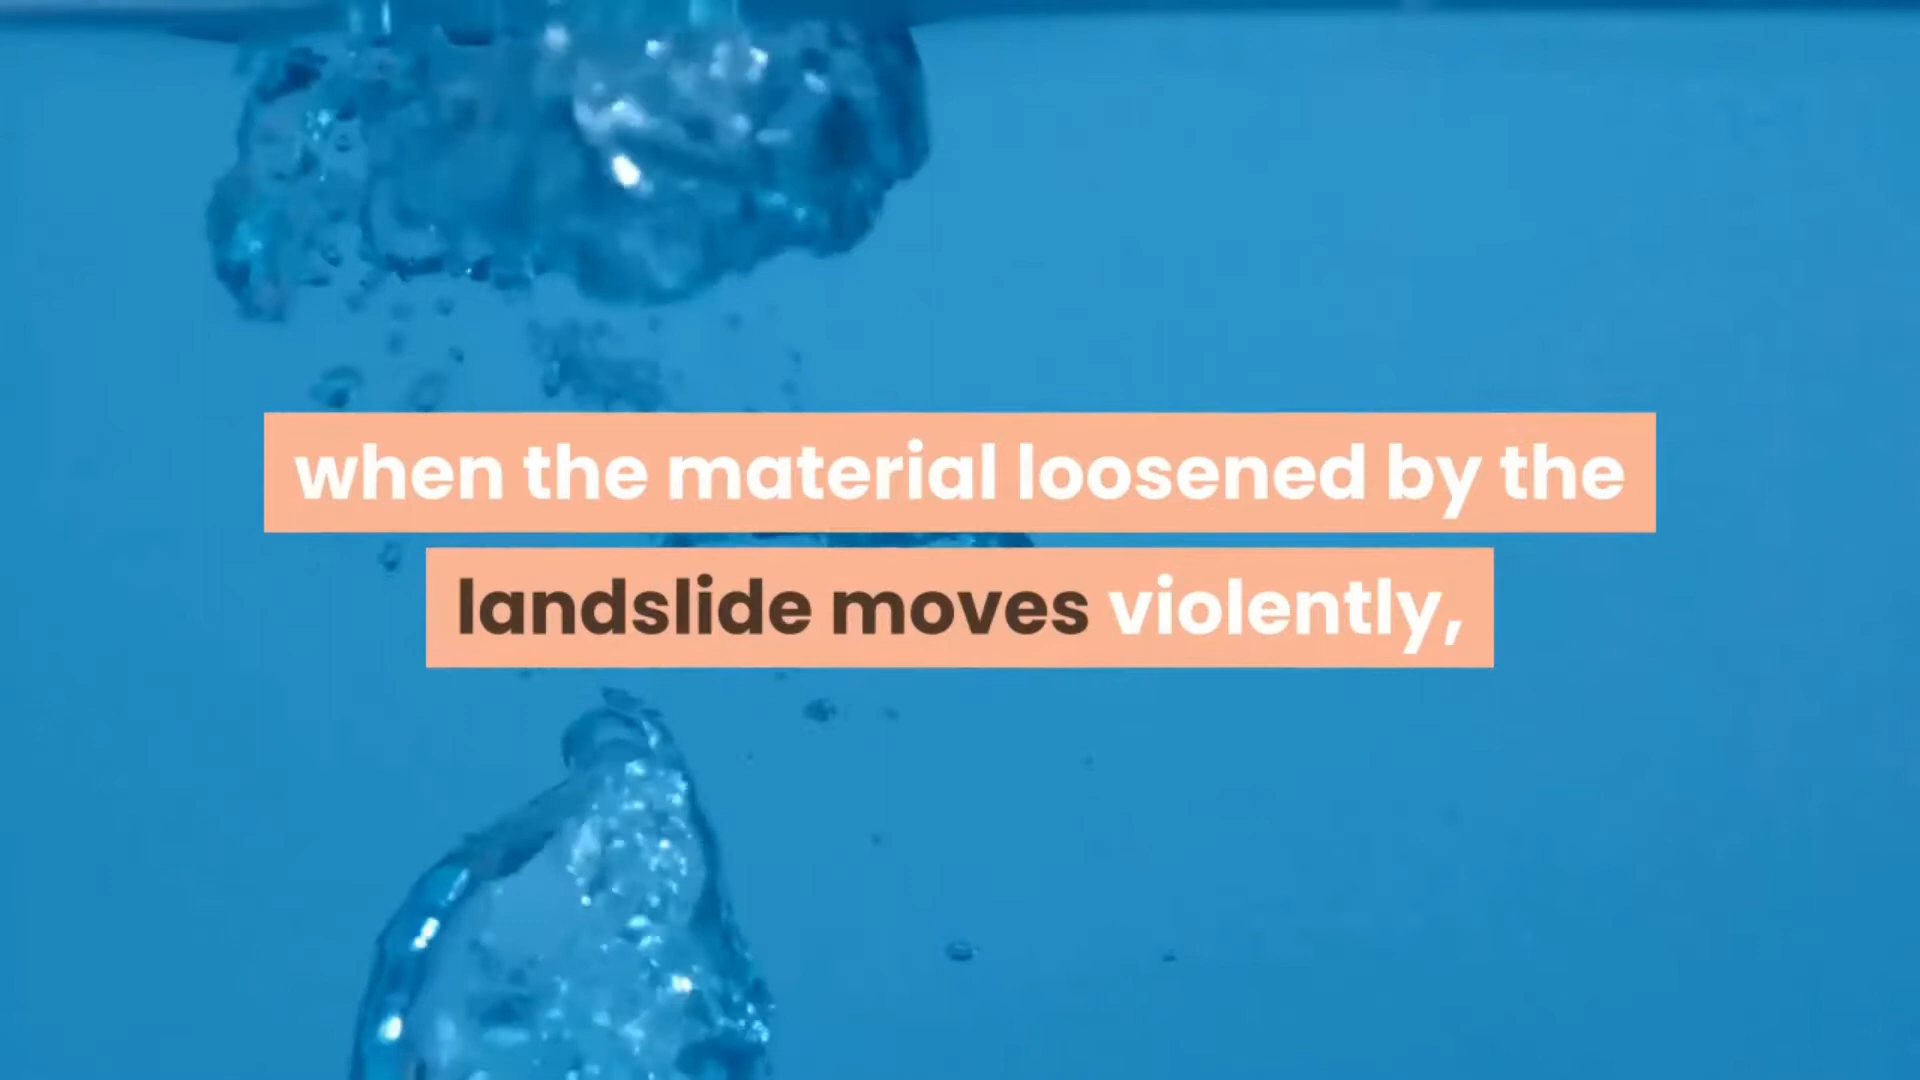 when the material loosened by the
landslide moves violently,